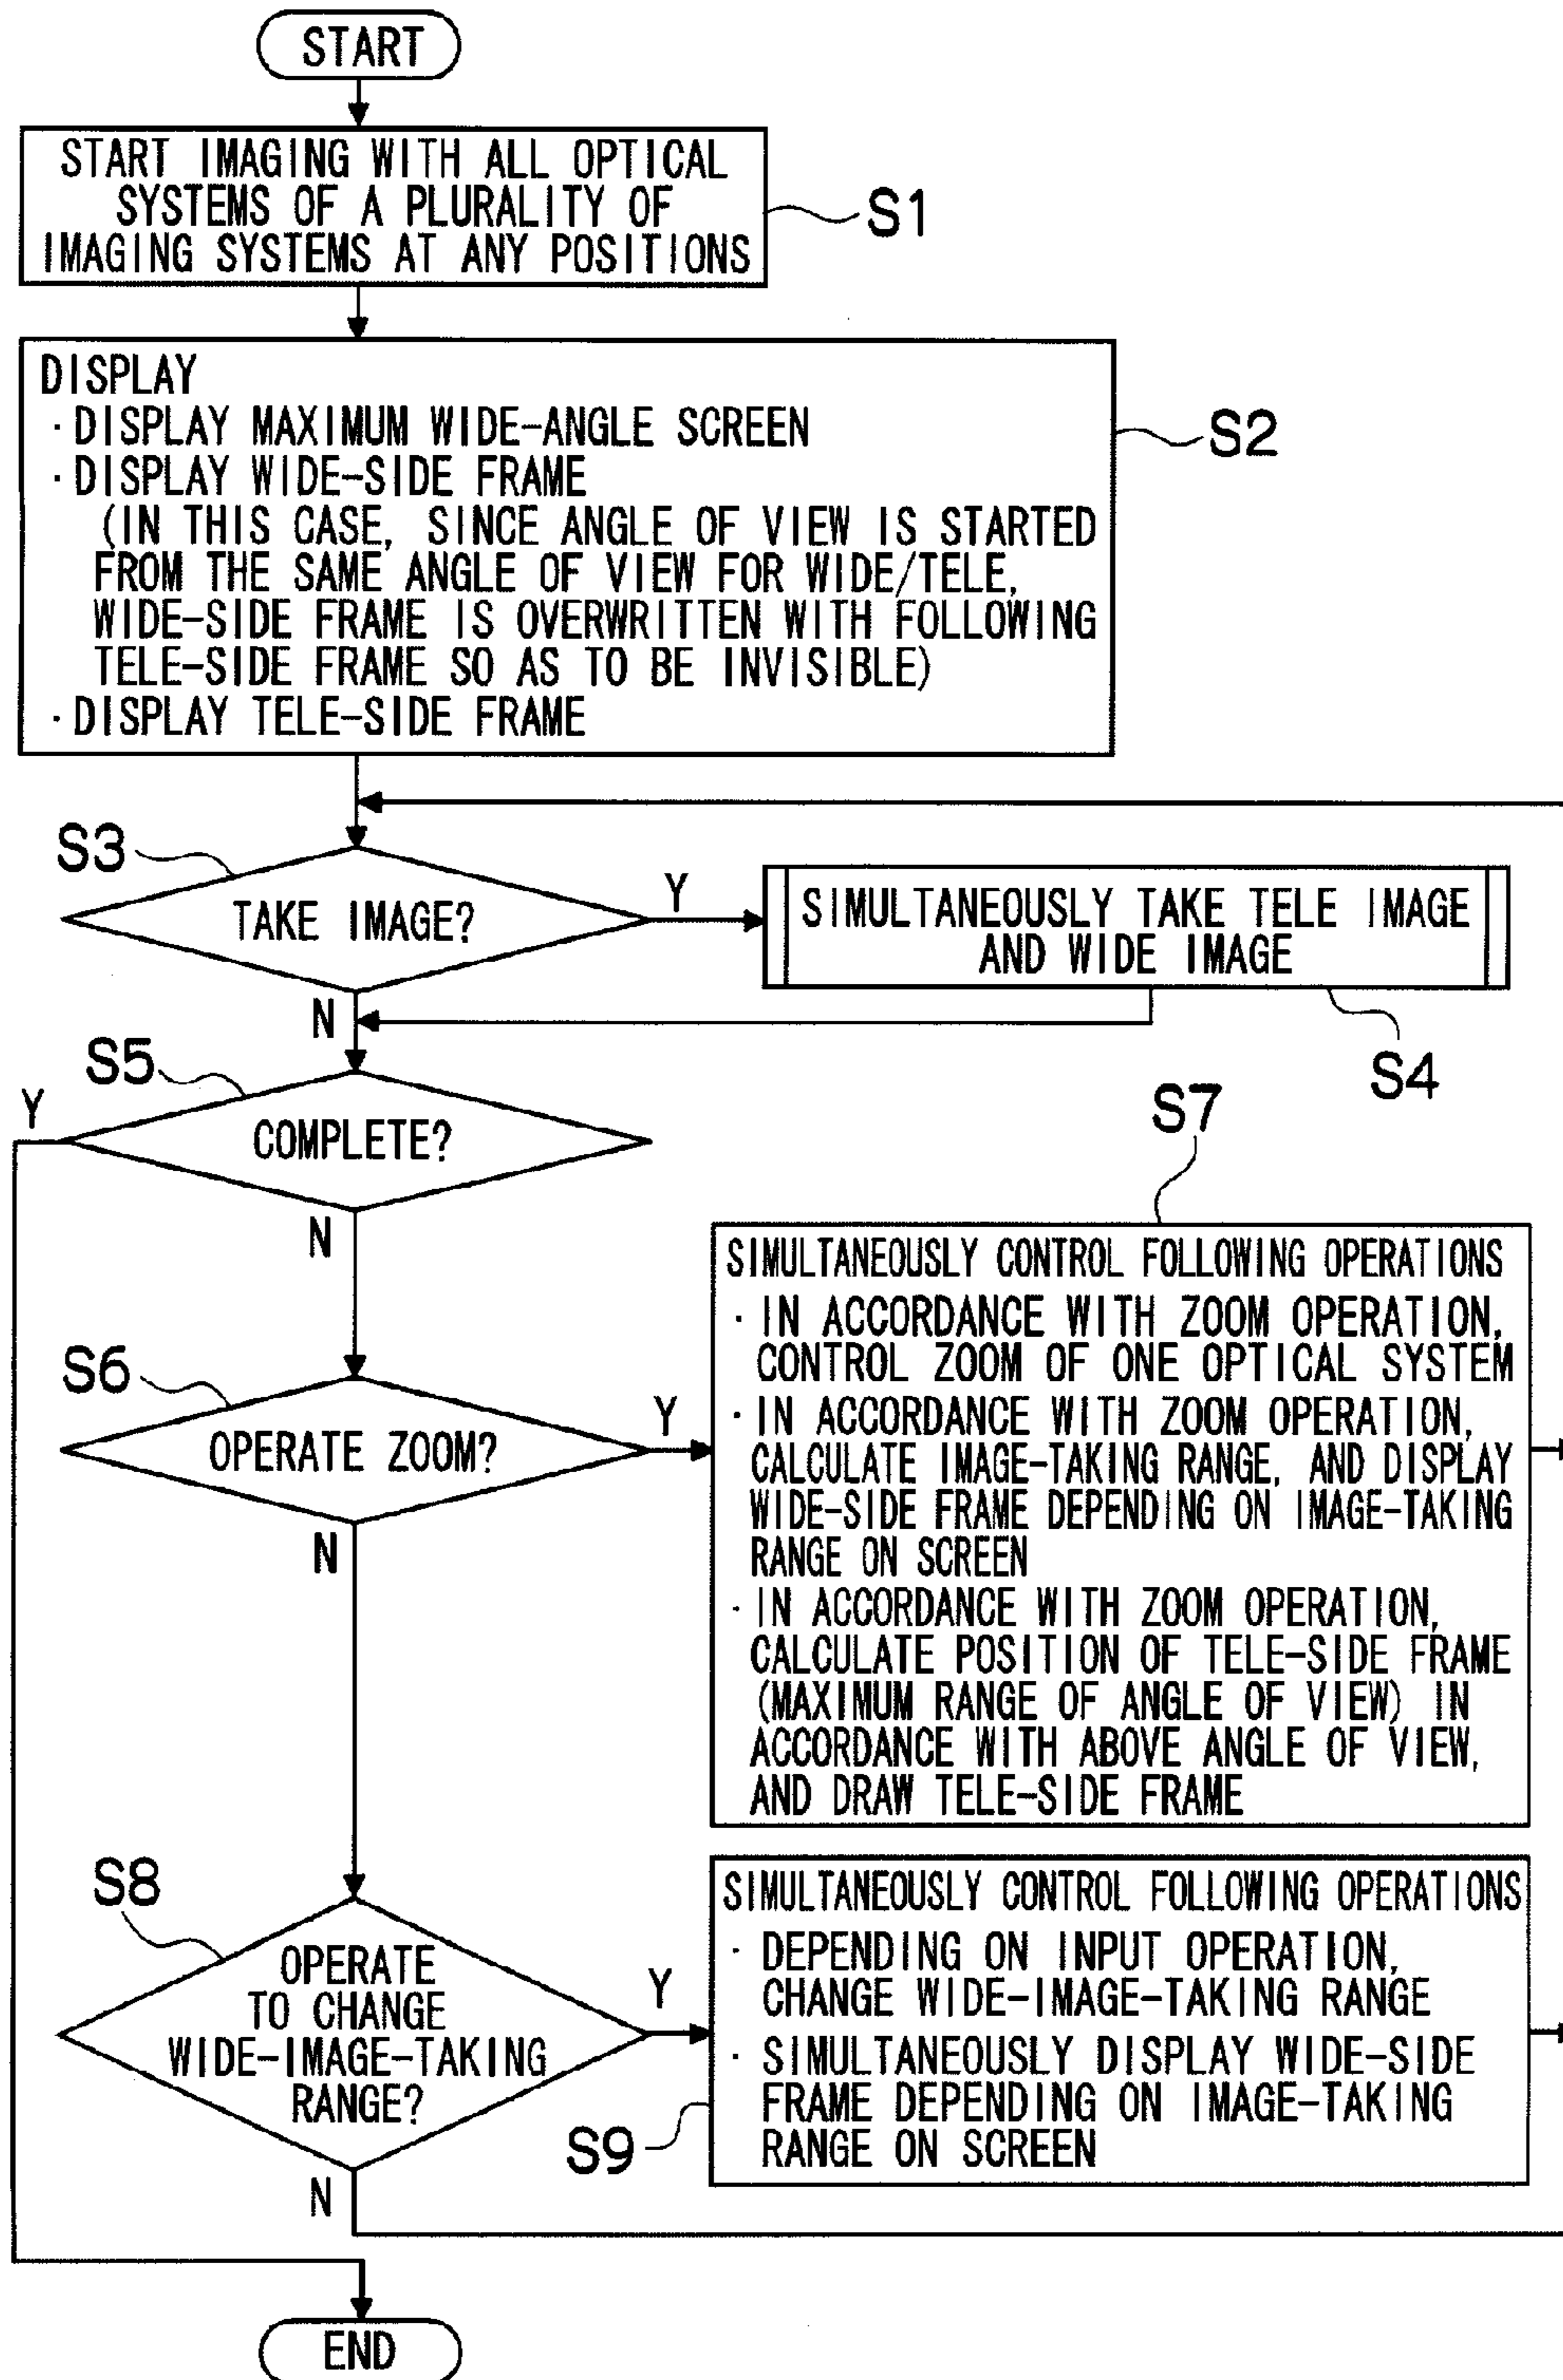 START
START IMAGING WITH ALL OPTICAL
SYSTEMS OF A PLURALITY OF
IMAGING SYSTEMS AT ANY POSITIONS
S1
DISPLAY
· DISPLAY MAXIMUM WIDE-ANGLE SCREEN
· DISPLAY WIDE-SIDE FRAME
(IN THIS CASE, SINCE ANGLE OF VIEW IS STARTED
FROM THE SAME ANGLE OF VIEW FOR WIDE/TELE,
WIDE-SIDE FRAME IS OVERWRITTEN WITH FOLLOWING
TELE-SIDE FRAME SO AS TO BE INVISIBLE)
· DISPLAY TELE-SIDE FRAME
S2
S3
TAKE IMAGE?
Y
N
SIMULTANEOUSLY TAKE TELE IMAGE
AND WIDE IMAGE
S4
S5
Y
COMPLETE?
N
S6
OPERATE ZOOM?
Y
N
S7
SIMULTANEOUSLY CONTROL FOLLOWING OPERATIONS
· IN ACCORDANCE WITH ZOOM OPERATION,
CONTROL ZOOM OF ONE OPTICAL SYSTEM
· IN ACCORDANCE WITH ZOOM OPERATION,
CALCULATE IMAGE-TAKING RANGE, AND DISPLAY
WIDE-SIDE FRAME DEPENDING ON IMAGE-TAKING
RANGE ON SCREEN
· IN ACCORDANCE WITH ZOOM OPERATION,
CALCULATE POSITION OF TELE-SIDE FRAME
(MAXIMUM RANGE OF ANGLE OF VIEW) IN
ACCORDANCE WITH ABOVE ANGLE OF VIEW,
AND DRAW TELE-SIDE FRAME
S8
OPERATE
TO CHANGE
WIDE-IMAGE-TAKING
RANGE?
Y
N
SIMULTANEOUSLY CONTROL FOLLOWING OPERATIONS
· DEPENDING ON INPUT OPERATION,
CHANGE WIDE-IMAGE-TAKING RANGE
· SIMULTANEOUSLY DISPLAY WIDE-SIDE
FRAME DEPENDING ON IMAGE-TAKING
RANGE ON SCREEN
S9
END